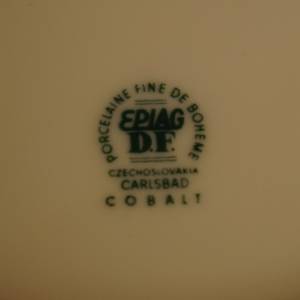 PORCELAINE FINE DE BOHEME
EPIAG
D.F.
CZECHOSLOVAKIA
CARLSBAD
COBALT